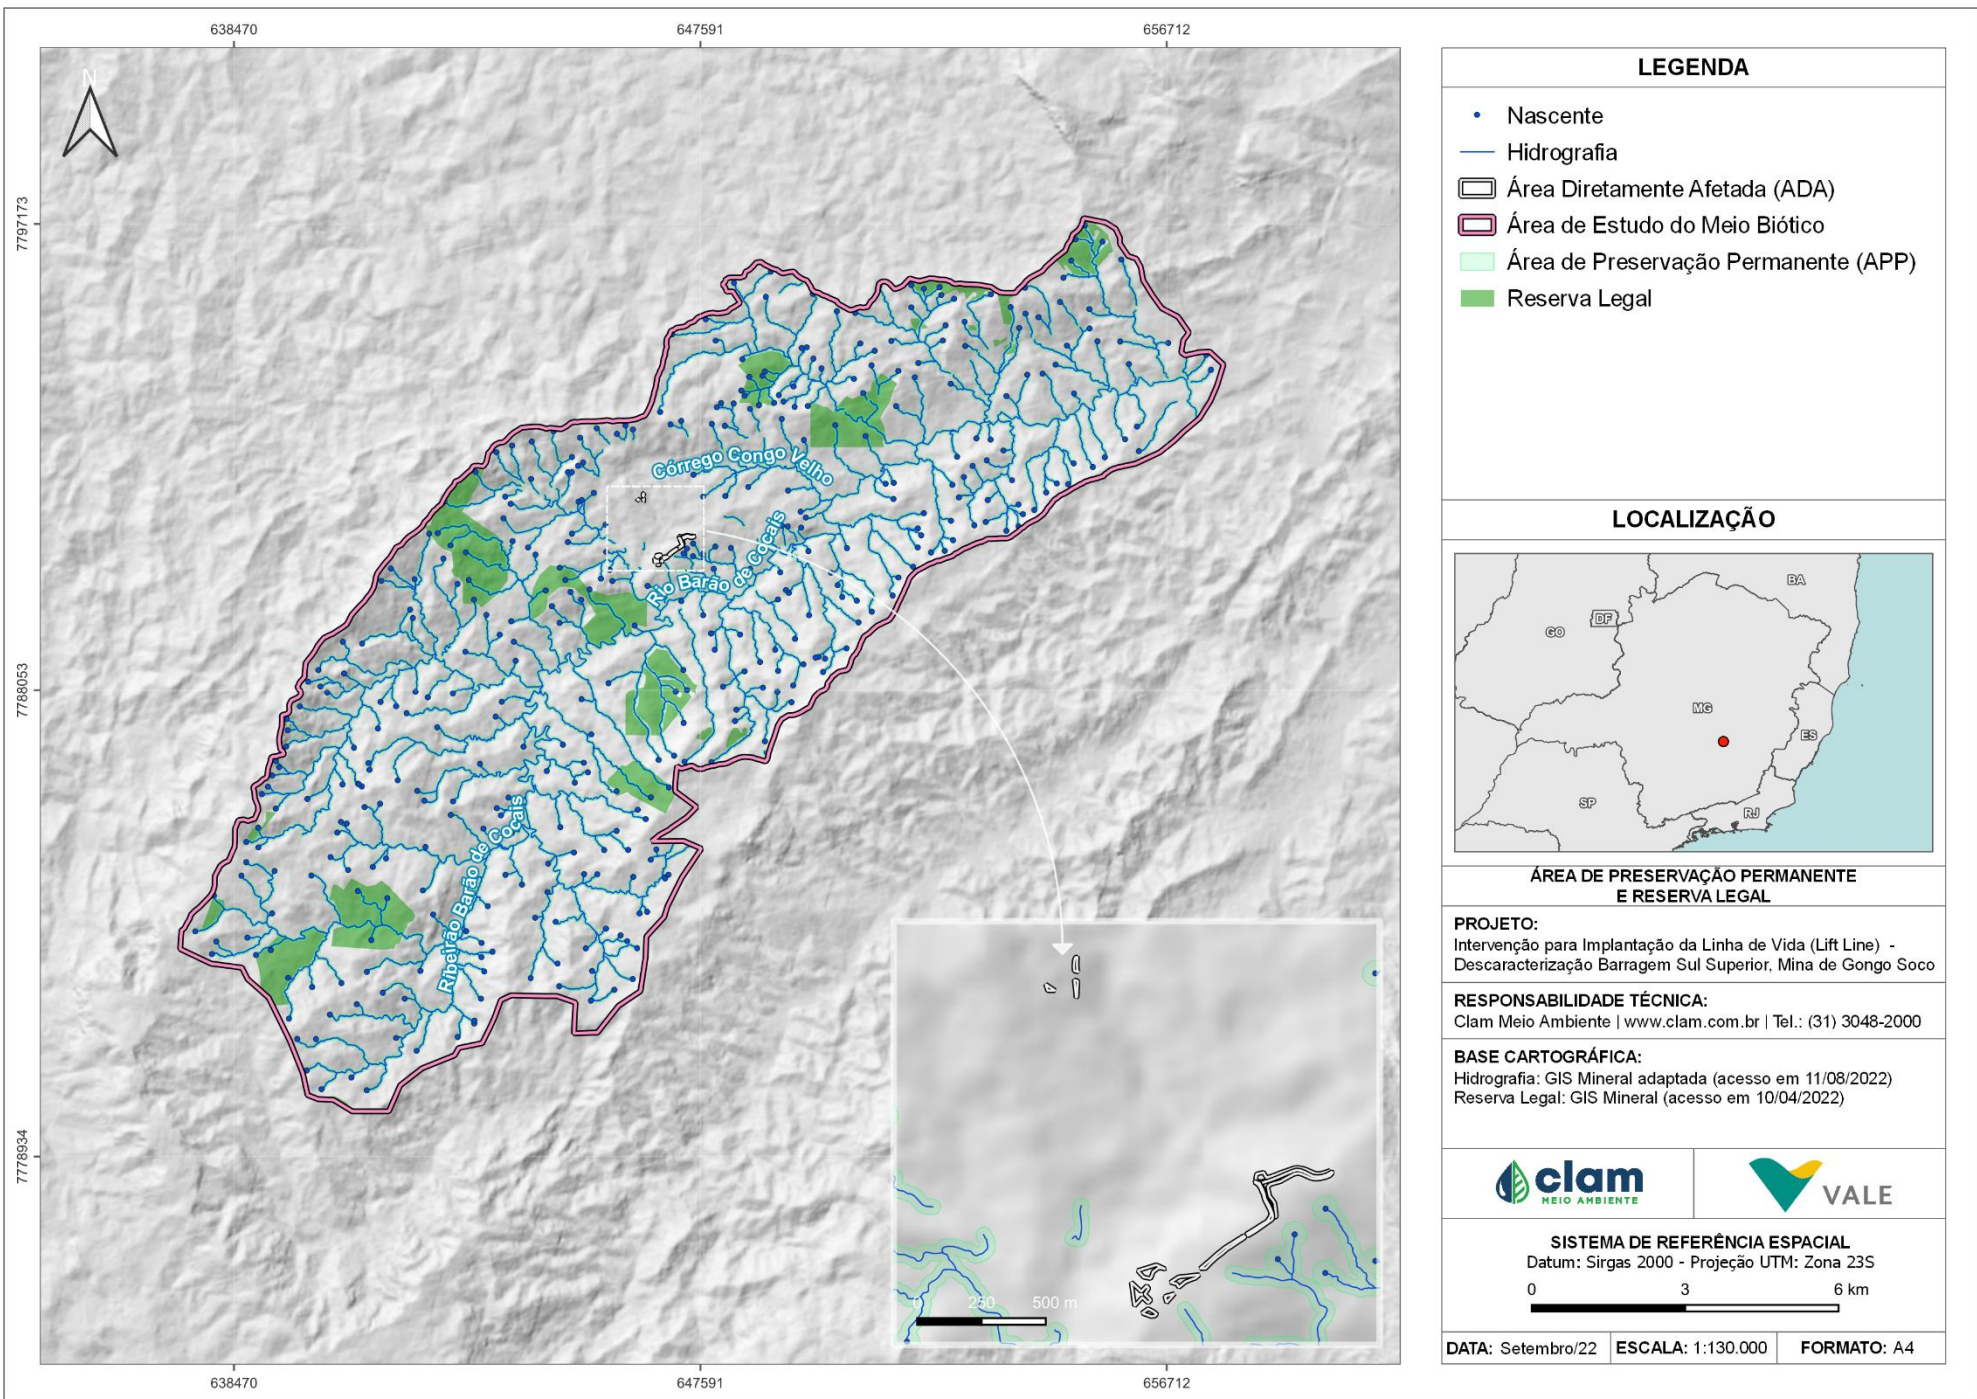 638470
647591
656712
N
7797173
7788053
7778934
Córrego Congo Velho
Rio Barão de Cocais
Ribeirão Barão de Cocais
0 250 500 m
638470
647591
656712
LEGENDA
Nascente
Hidrografia
Área Diretamente Afetada (ADA)
Área de Estudo do Meio Biótico
Área de Preservação Permanente (APP)
Reserva Legal
LOCALIZAÇÃO
BA
DF
GO
MG
ES
SP
RJ
ÁREA DE PRESERVAÇÃO PERMANENTE
E RESERVA LEGAL
PROJETO:
Intervenção para Implantação da Linha de Vida (Lift Line) -
Descaracterização Barragem Sul Superior, Mina de Gongo Soco
RESPONSABILIDADE TÉCNICA:
Clam Meio Ambiente | www.clam.com.br | Tel.: (31) 3048-2000
BASE CARTOGRÁFICA:
Hidrografia: GIS Mineral adaptada (acesso em 11/08/2022)
Reserva Legal: GIS Mineral (acesso em 10/04/2022)
clam
MEIO AMBIENTE
VALE
SISTEMA DE REFERÊNCIA ESPACIAL
Datum: Sirgas 2000 - Projeção UTM: Zona 23S
0 3 6 km
DATA: Setembro/22 ESCALA: 1:130.000 FORMATO: A4